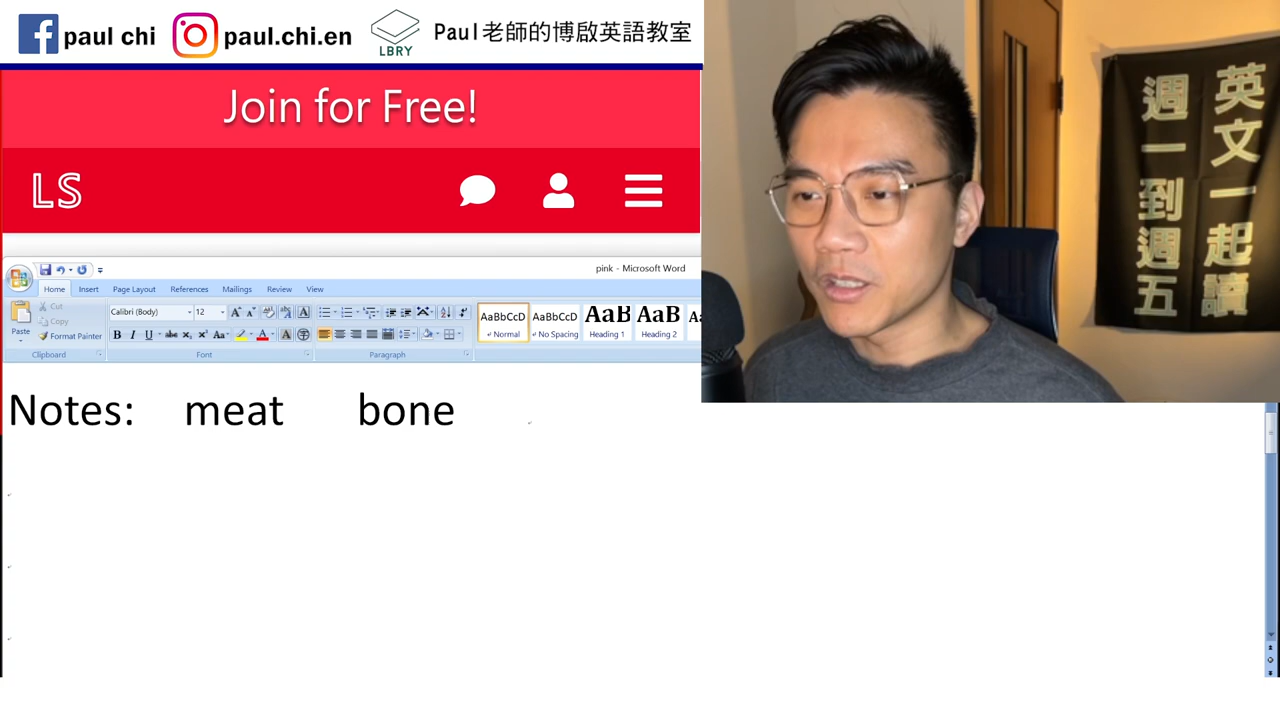 paul chi
paul.chi.en
LBRY
Paul老師的博啟英語教室
Join for Free!
LS
英文一起讀
週一到週五
pink - Microsoft Word
Home Insert Page Layout References Mailings Review View
Paste
Cut
Copy
Format Painter
Calibri (Body) 12
AaBbCcD AaBbCcD AaB AaB
Normal No Spacing Heading 1 Heading 2
Clipboard Font Paragraph
Notes: meat bone